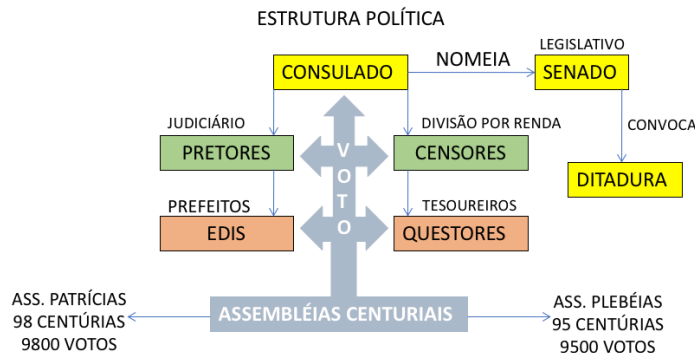 ESTRUTURA POLÍTICA
LEGISLATIVO
CONSULADO
NOMEIA
SENADO
JUDICIÁRIO
DIVISÃO POR RENDA
CONVOCA
PRETORES
VOTO
CENSORES
DITADURA
PREFEITOS
TESOUREIROS
EDIS
QUESTORES
ASS. PATRÍCIAS
98 CENTÚRIAS
9800 VOTOS
ASSEMBLÉIAS CENTURIAIS
ASS. PLEBÉIAS
95 CENTÚRIAS
9500 VOTOS